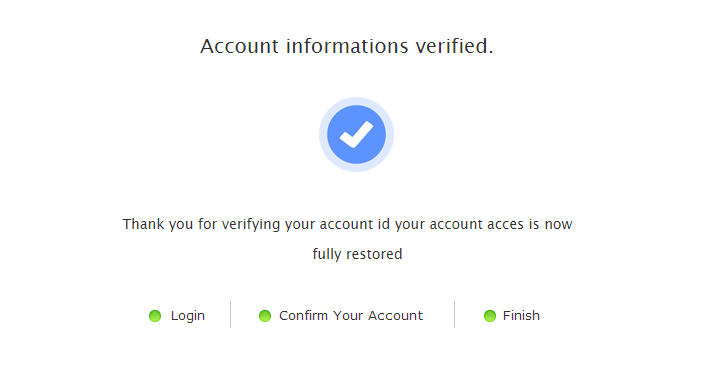 Account informations verified.
Thank you for verifying your account id your account acces is now
fully restored
Login
Confirm Your Account
Finish